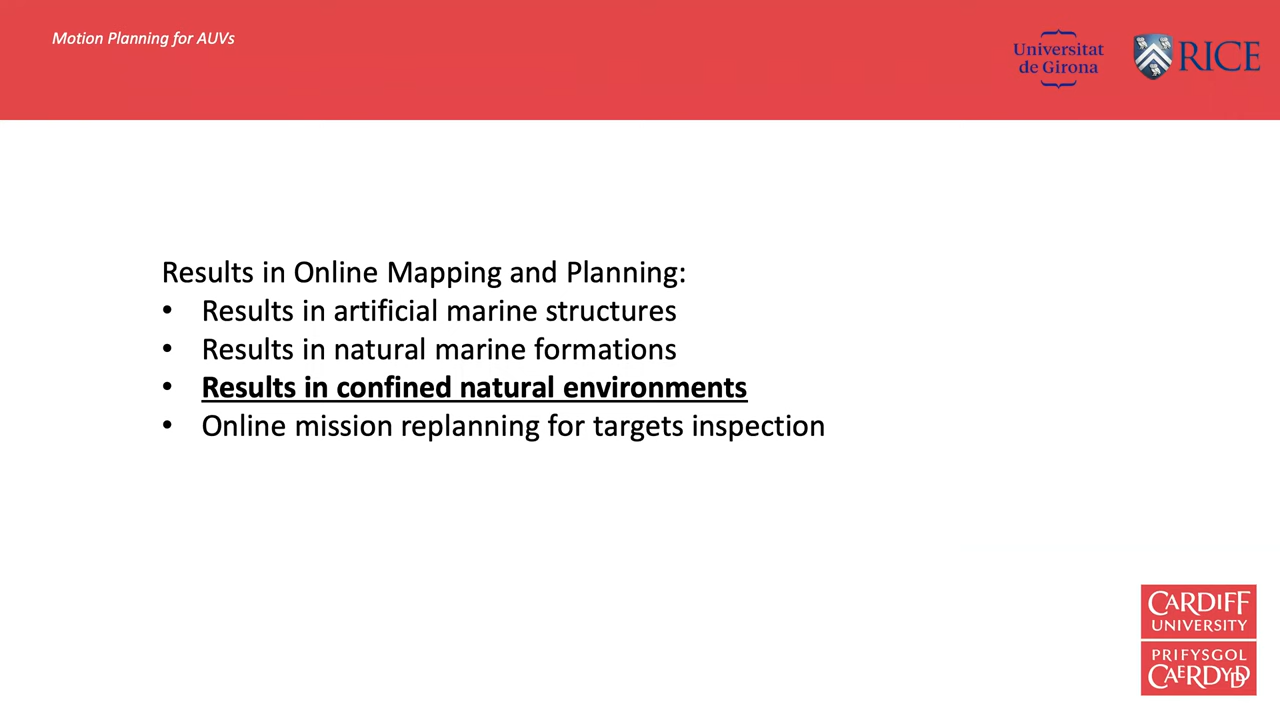 Motion Planning for AUVs
Universitat
de Girona
RICE
Results in Online Mapping and Planning:
• Results in artificial marine structures
• Results in natural marine formations
• Results in confined natural environments
• Online mission replanning for targets inspection
CARDIFF
UNIVERSITY
PRIFYSGOL
CAERDYDD